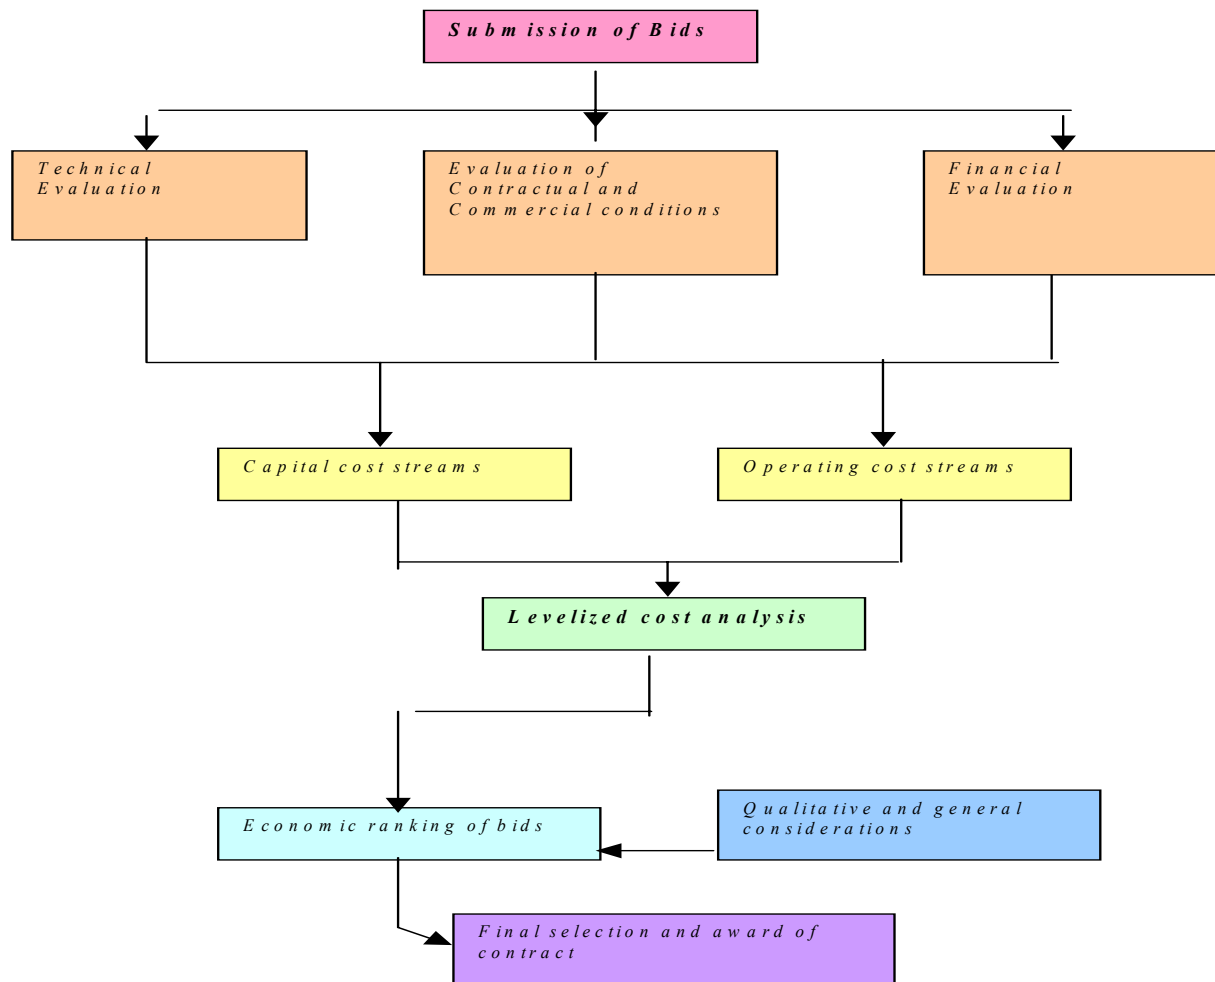 Submission of Bids
Technical
Evaluation
Evaluation of
Contractual and
Commercial conditions
Financial
Evaluation
Capital cost streams
Operating cost streams
Levelized cost analysis
Economic ranking of bids
Qualitative and general
considerations
Final selection and award of
contract